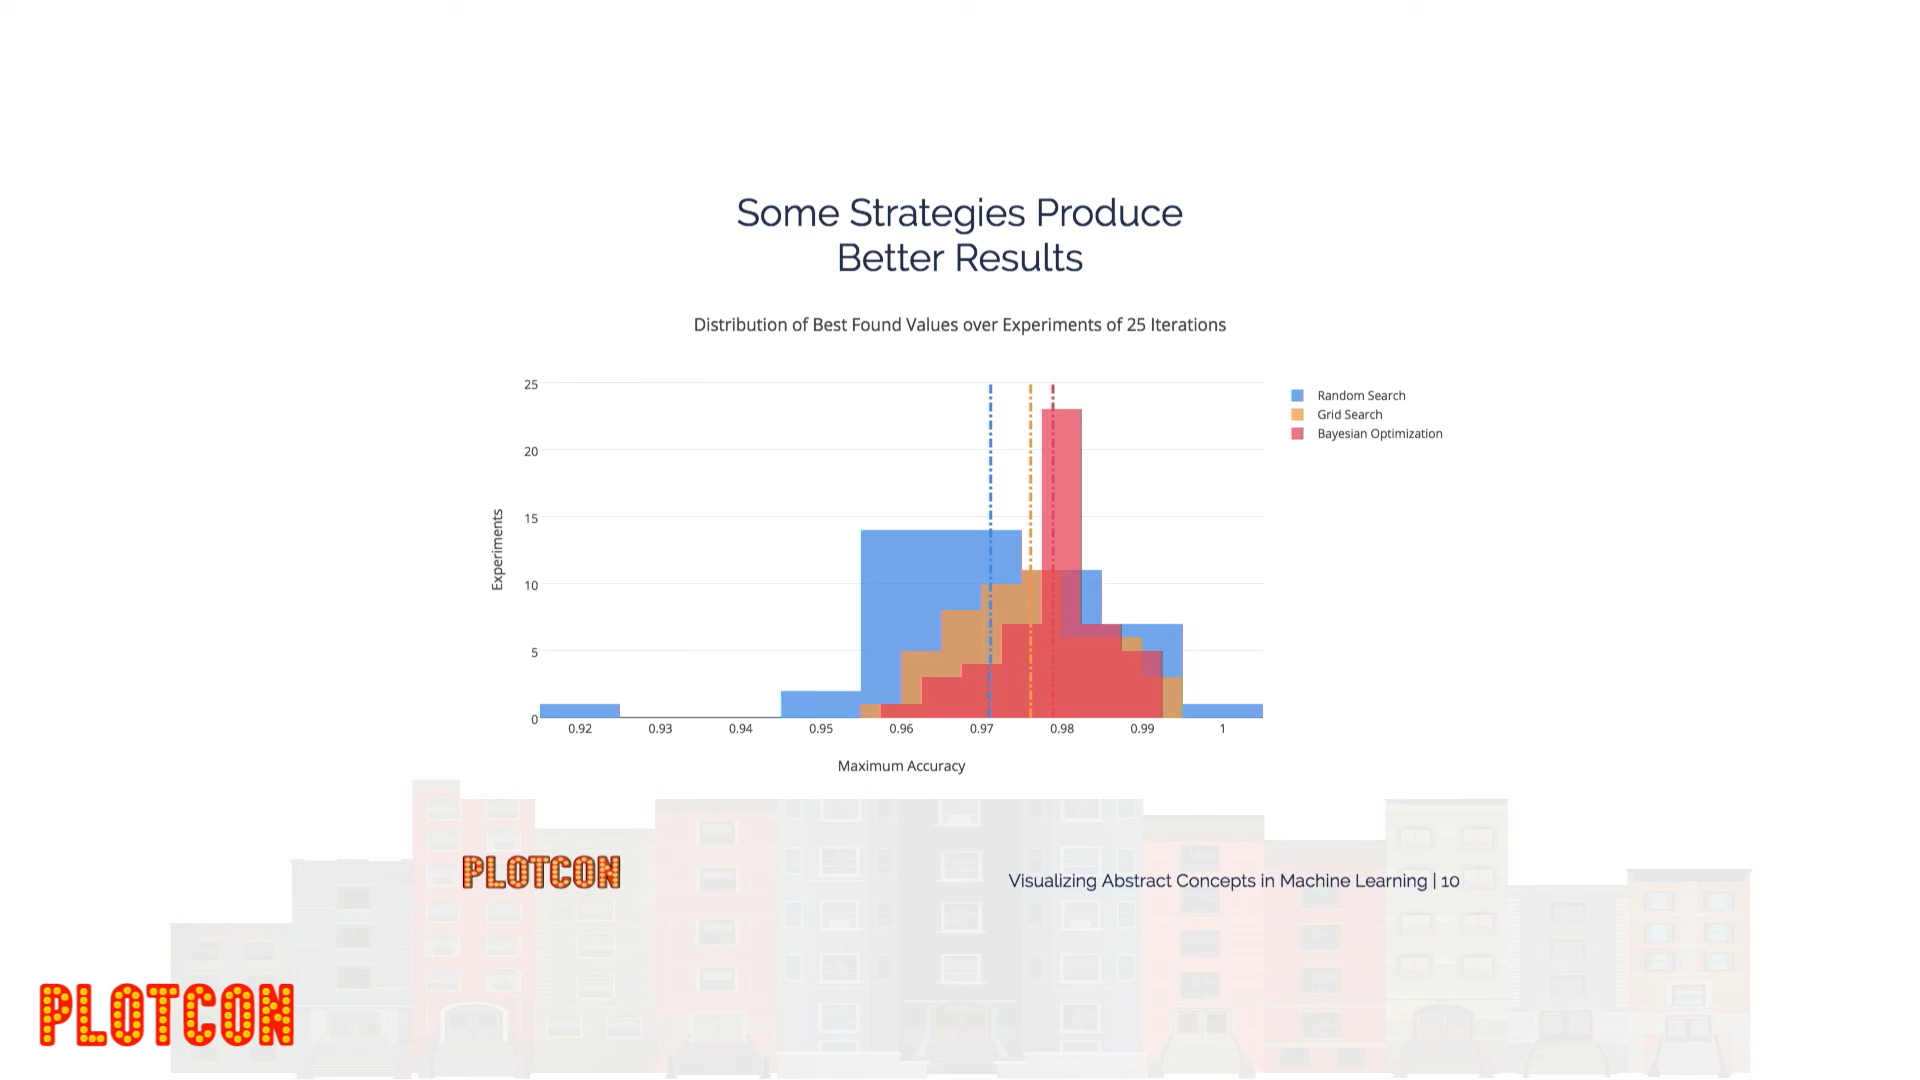 Some Strategies Produce
Better Results
Distribution of Best Found Values over Experiments of 25 Iterations
25
20
15
10
5
0
Experiments
0.92 0.93 0.94 0.95 0.96 0.97 0.98 0.99 1
Maximum Accuracy
Random Search
Grid Search
Bayesian Optimization
PLOTCON
Visualizing Abstract Concepts in Machine Learning | 10
PLOTCON